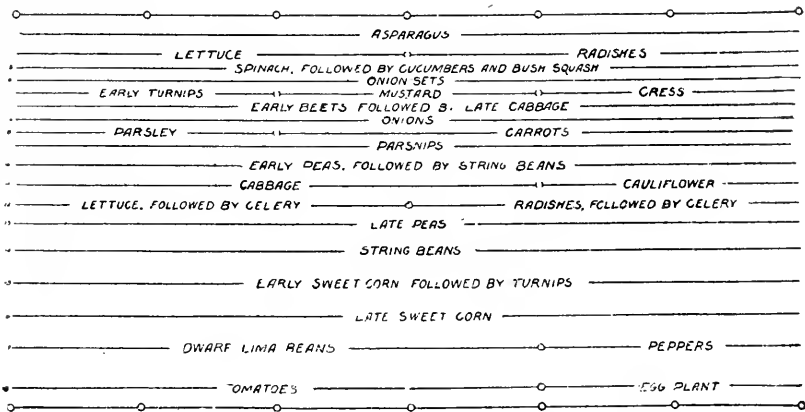 ASPARAGUS
LETTUCE RADISHES
SPINACH, FOLLOWED BY CUCUMBERS AND BUSH SQUASH
ONION SETS
EARLY TURNIPS MUSTARD CRESS
EARLY BEETS FOLLOWED B. LATE CABBAGE
ONIONS
PARSLEY CARROTS
PARSNIPS
EARLY PEAS, FOLLOWED BY STRING BEANS
CABBAGE CAULIFLOWER
LETTUCE, FOLLOWED BY CELERY RADISHES, FOLLOWED BY CELERY
LATE PEAS
STRING BEANS
EARLY SWEET CORN FOLLOWED BY TURNIPS
LATE SWEET CORN
DWARF LIMA BEANS PEPPERS
TOMATOES EGG PLANT